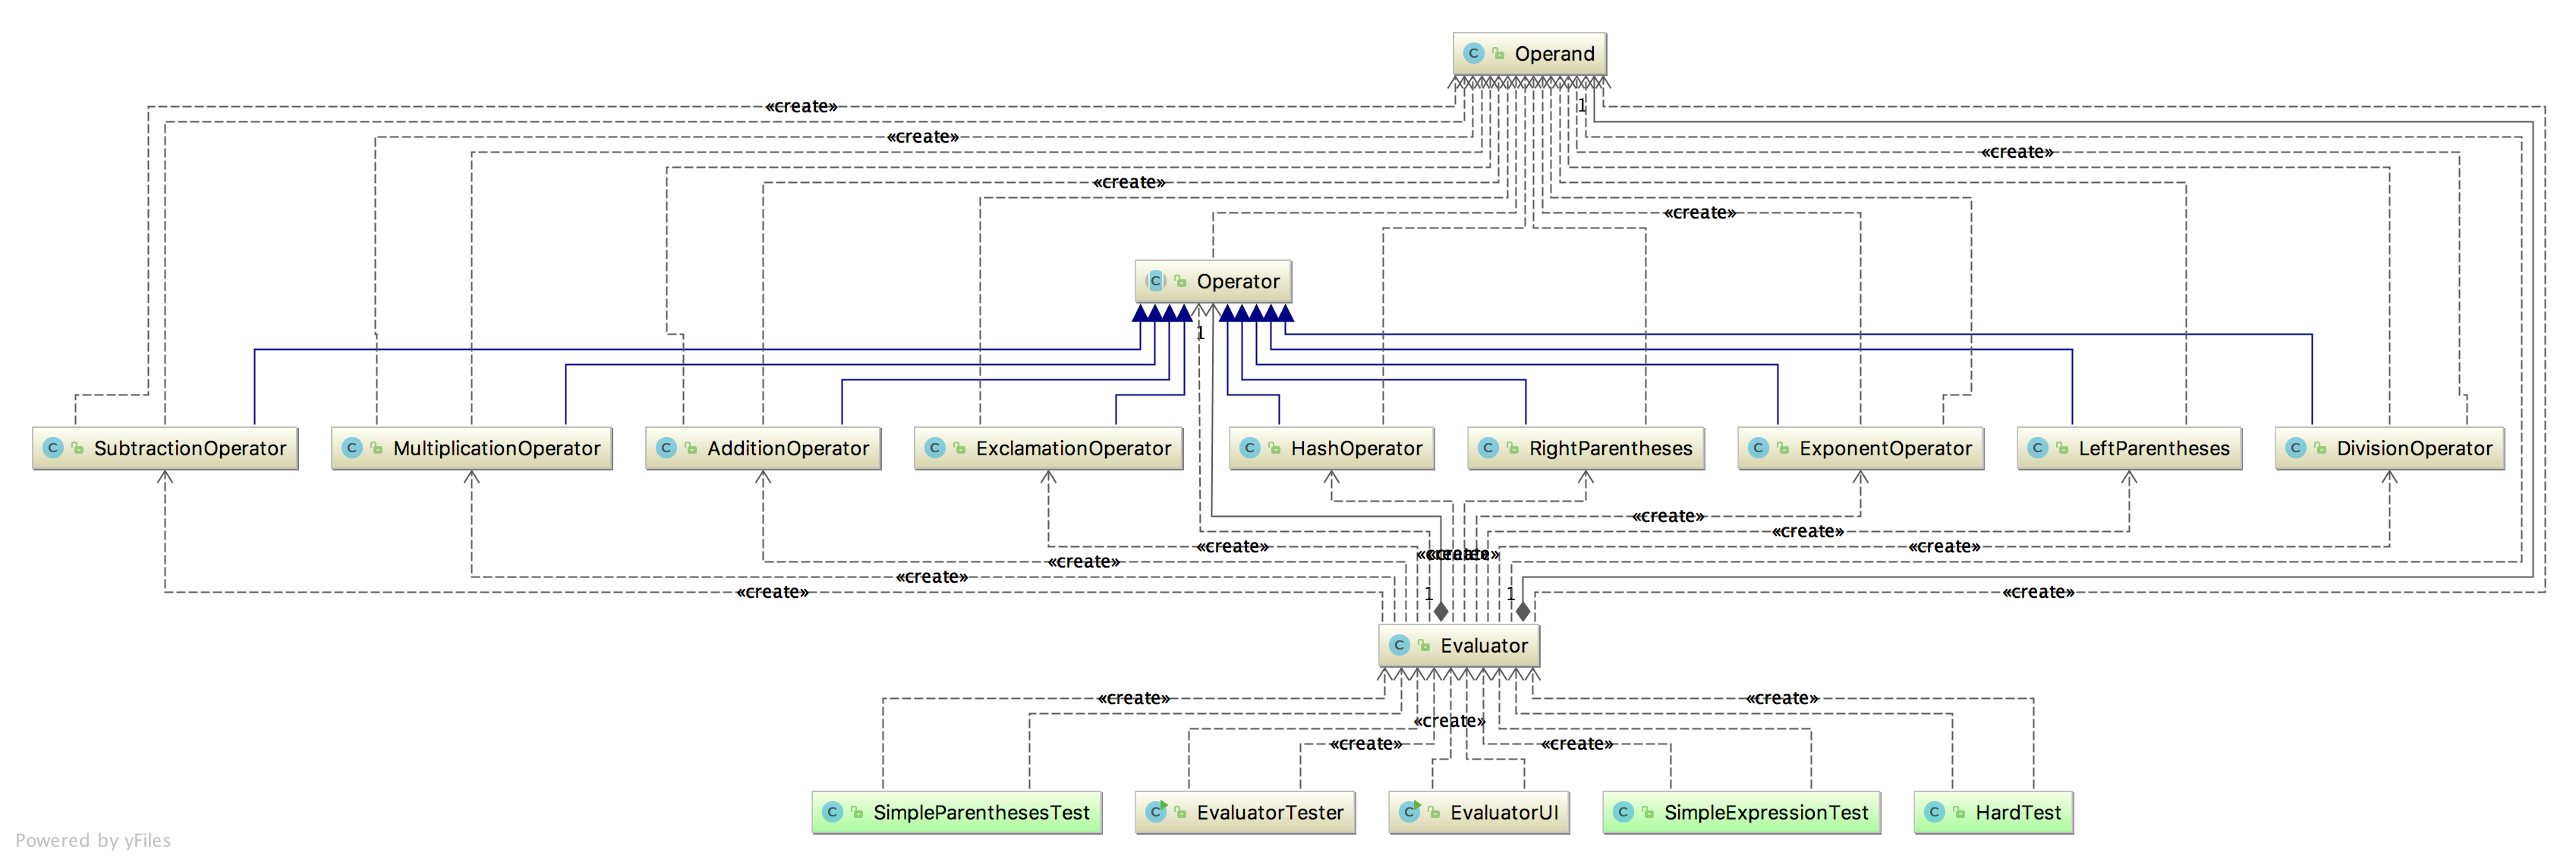 C Operand
«create»
1
«create»
«create»
«create»
«create»
C Operator
1
C SubtractionOperator
C MultiplicationOperator
C AdditionOperator
C ExclamationOperator
C HashOperator
C RightParentheses
C ExponentOperator
C LeftParentheses
C DivisionOperator
«create»
«create»
«create»
«create»
«create»
«create»
«create»
«create»
«create»
1
1
«create»
«create»
C Evaluator
«create»
«create»
«create»
«create»
«create»
C SimpleParenthesesTest
C EvaluatorTester
C EvaluatorUI
C SimpleExpressionTest
C HardTest
Powered by yFiles